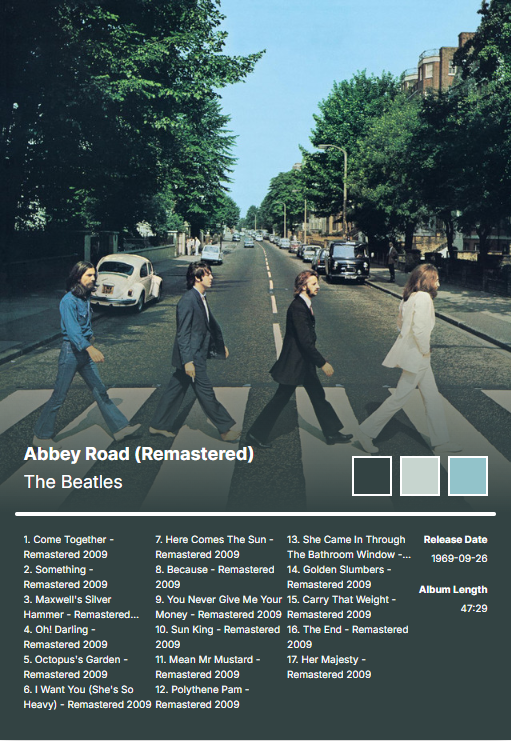 Abbey Road (Remastered)
The Beatles
1. Come Together -
Remastered 2009
2. Something -
Remastered 2009
3. Maxwell's Silver
Hammer - Remastered...
4. Oh! Darling -
Remastered 2009
5. Octopus's Garden -
Remastered 2009
6. I Want You (She's So
Heavy) - Remastered 2009
7. Here Comes The Sun -
Remastered 2009
8. Because - Remastered
2009
9. You Never Give Me Your
Money - Remastered 2009
10. Sun King - Remastered
2009
11. Mean Mr Mustard -
Remastered 2009
12. Polythene Pam -
Remastered 2009
13. She Came In Through
The Bathroom Window -...
14. Golden Slumbers -
Remastered 2009
15. Carry That Weight -
Remastered 2009
16. The End - Remastered
2009
17. Her Majesty -
Remastered 2009
Release Date
1969-09-26
Album Length
47:29